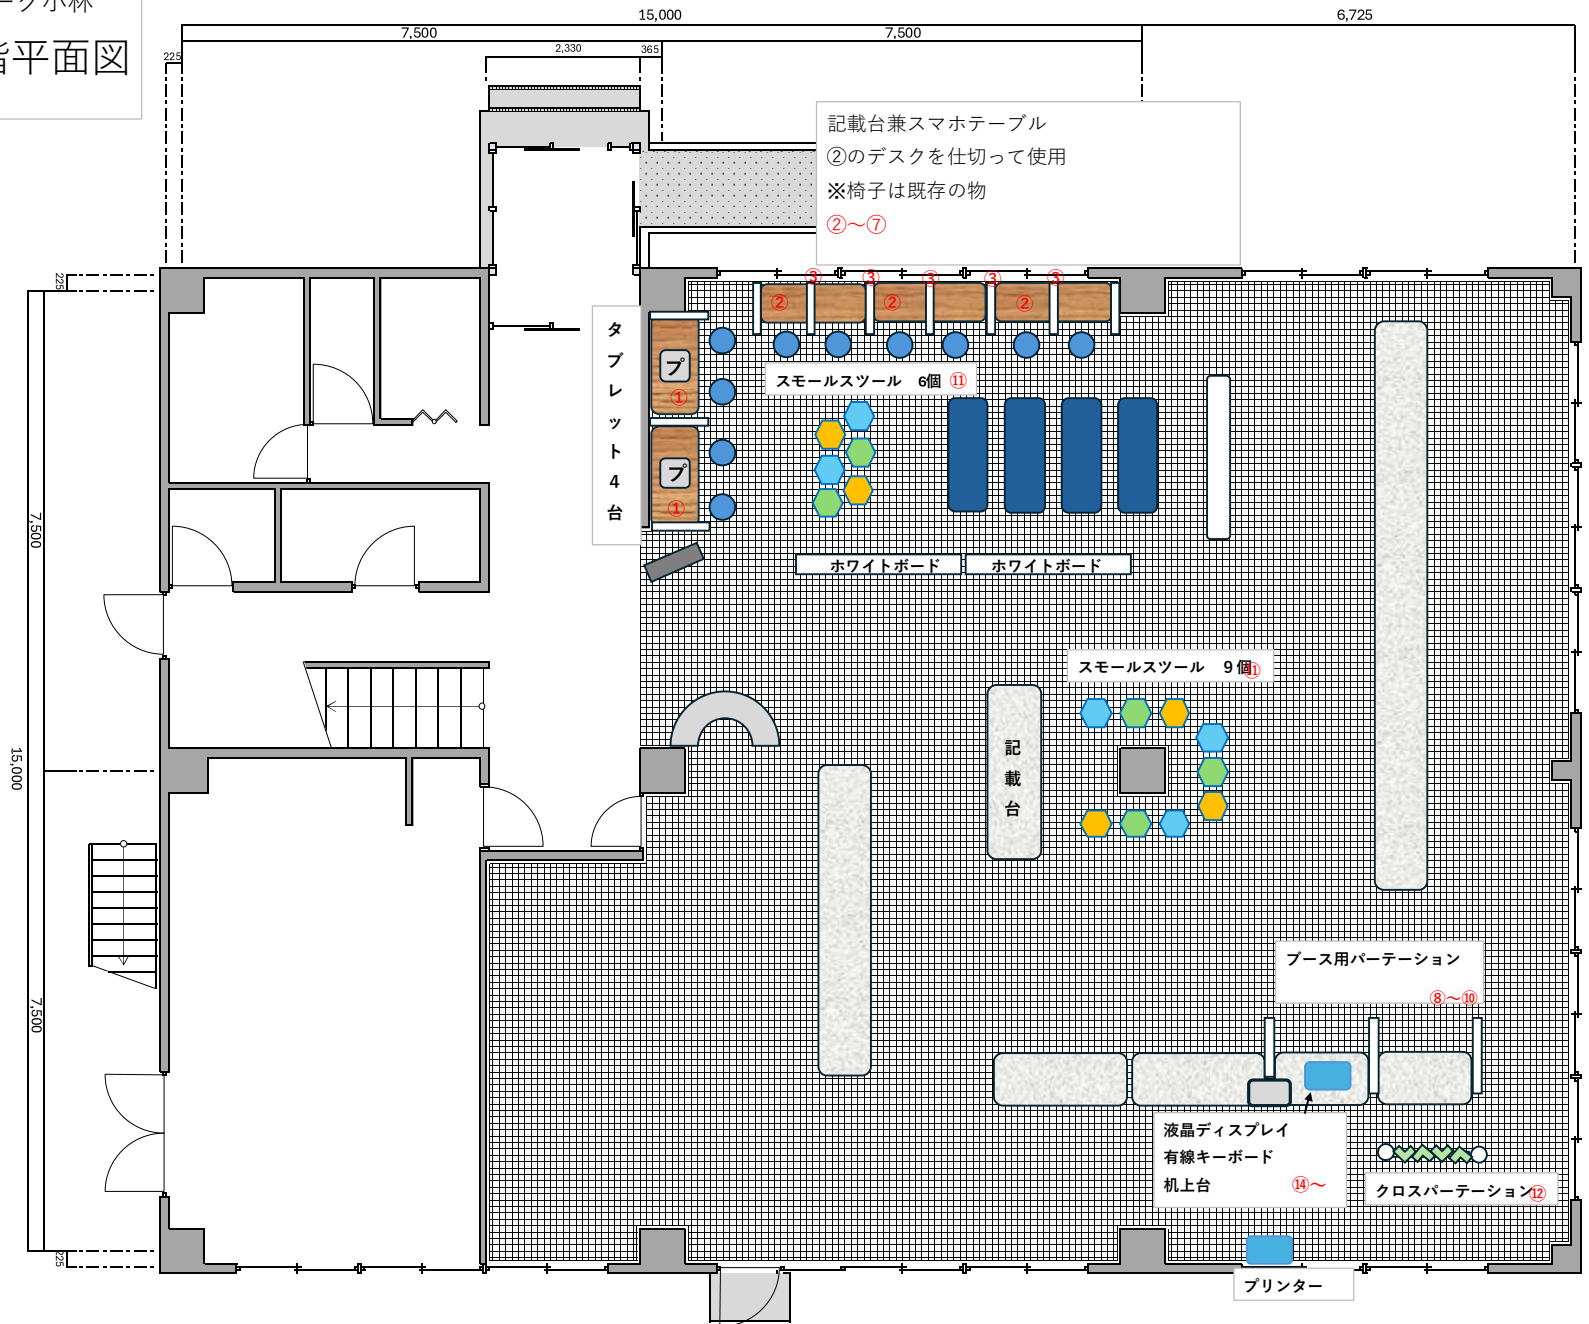 ーク小林
階平面図
15,000
6,725
7,500
7,500
2,330
365
225
記載台兼スマホテーブル
②のデスクを仕切って使用
※椅子は既存の物
②～⑦
225
③
③
③
③
③
②
②
②
タブレット4台
プ
①
プ
①
スモールスツール　6個 ⑪
7,500
ホワイトボード
ホワイトボード
スモールスツール　９個⑪
記載台
15,000
7,500
ブース用パーテーション
⑧～⑩
液晶ディスプレイ
有線キーボード
机上台
⑭～
クロスパーテーション⑫
225
プリンター